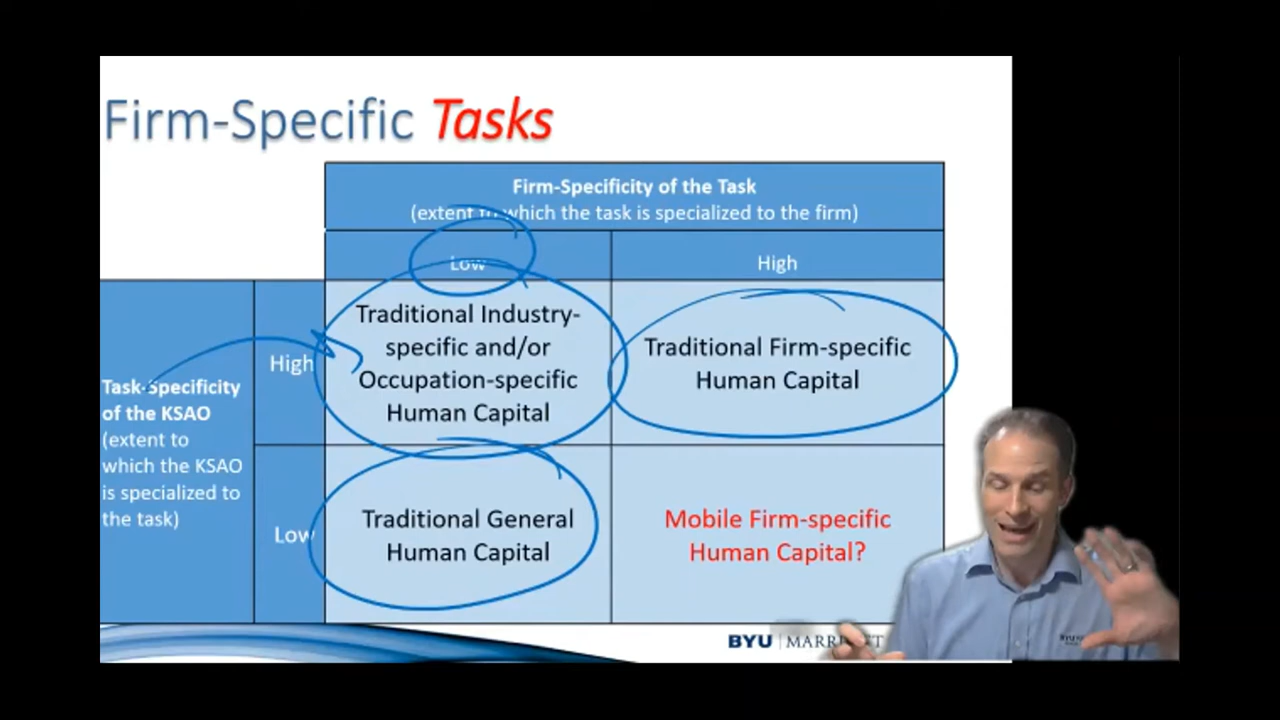 Firm-Specific Tasks
Firm-Specificity of the Task
(extent to which the task is specialized to the firm)
Low
High
Task-Specificity
of the KSAO
(extent to
which the KSAO
is specialized to
the task)
High
Traditional Industry-
specific and/or
Occupation-specific
Human Capital
Traditional Firm-specific
Human Capital
Low
Traditional General
Human Capital
Mobile Firm-specific
Human Capital?
BYU MARRIOTT